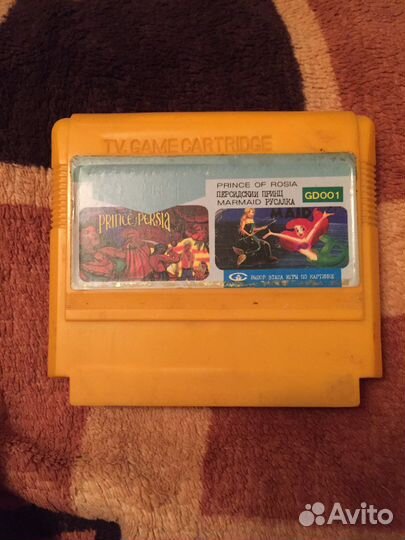 TV GAME CARTRIDGE
PRINCE OF ROSIA
ПЕРСИДСКИЙ ПРИНЦ
MARMAID РУСАЛКА
GD001
PRINCE OF PERSIA
MAID
ВЫБОР ЭТАПА ИГРЫ ПО КАРТИНКЕ
Avito